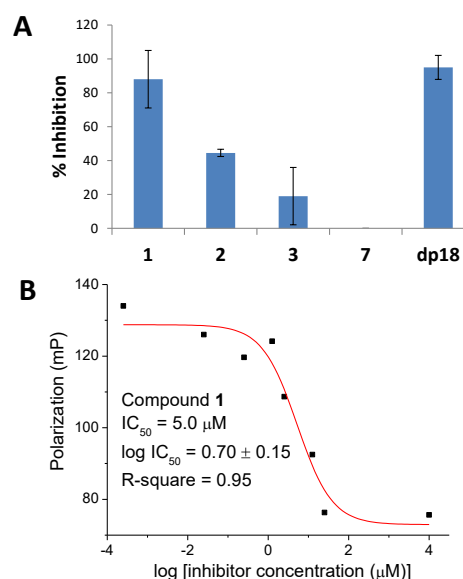 A
120
100
80
60
40
20
0
% Inhibition
1 2 3 7 dp18
B
140
120
100
80
Polarization (mP)
Compound 1
IC50 = 5.0 μM
log IC50 = 0.70 ± 0.15
R-square = 0.95
-4 -2 0 2 4
log [inhibitor concentration (μM)]